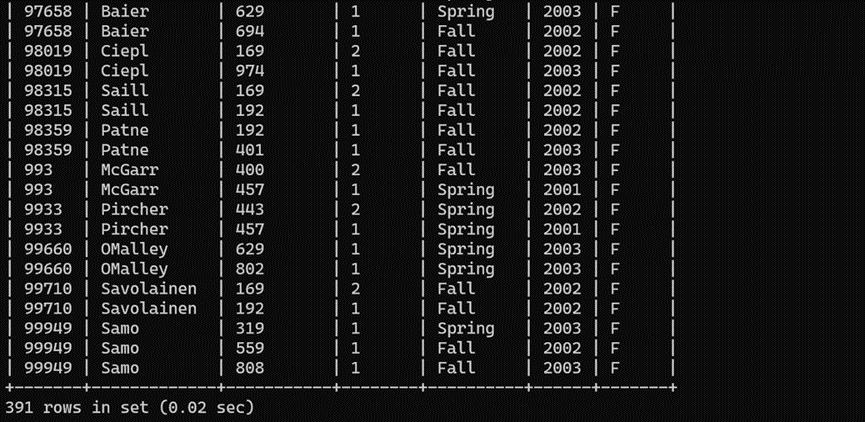 | 97658 | Baier      | 629       | 1      | Spring   | 2003 | F     |
| 97658 | Baier      | 694       | 1      | Fall     | 2002 | F     |
| 98019 | Ciepl      | 169       | 2      | Fall     | 2002 | F     |
| 98019 | Ciepl      | 974       | 1      | Fall     | 2003 | F     |
| 98315 | Saill      | 169       | 2      | Fall     | 2002 | F     |
| 98315 | Saill      | 192       | 1      | Fall     | 2002 | F     |
| 98359 | Patne      | 192       | 1      | Fall     | 2002 | F     |
| 98359 | Patne      | 401       | 1      | Fall     | 2003 | F     |
| 993   | McGarr     | 400       | 2      | Fall     | 2003 | F     |
| 993   | McGarr     | 457       | 1      | Spring   | 2001 | F     |
| 9933  | Pircher    | 443       | 2      | Spring   | 2002 | F     |
| 9933  | Pircher    | 457       | 1      | Spring   | 2001 | F     |
| 99660 | OMalley    | 629       | 1      | Spring   | 2003 | F     |
| 99660 | OMalley    | 802       | 1      | Spring   | 2003 | F     |
| 99710 | Savolainen | 169       | 2      | Fall     | 2002 | F     |
| 99710 | Savolainen | 192       | 1      | Fall     | 2002 | F     |
| 99949 | Samo       | 319       | 1      | Spring   | 2003 | F     |
| 99949 | Samo       | 559       | 1      | Fall     | 2002 | F     |
| 99949 | Samo       | 808       | 1      | Fall     | 2003 | F     |
+-------+------------+-----------+--------+----------+------+-------+
391 rows in set (0.02 sec)